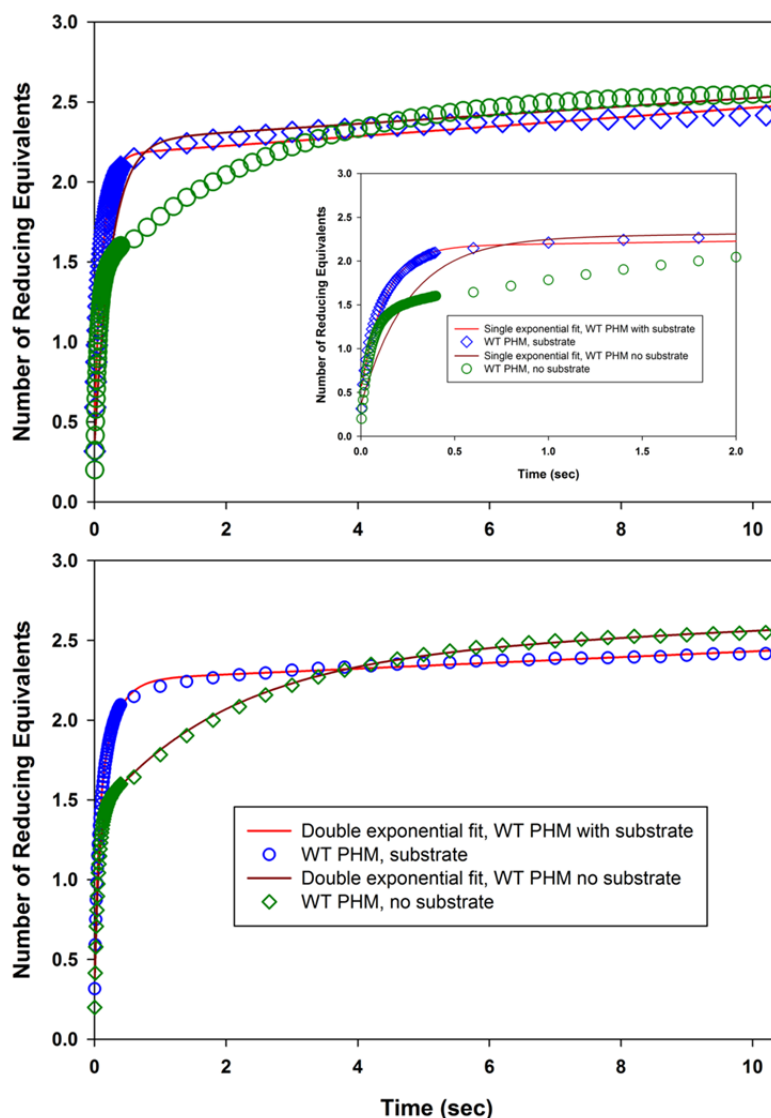 Number of Reducing Equivalents
3.0
2.5
2.0
1.5
1.0
0.5
0.0
0
2
4
6
8
10
Number of Reducing Equivalents
3.0
2.5
2.0
1.5
1.0
0.5
0.0
Single exponential fit, WT PHM with substrate
WT PHM, substrate
Single exponential fit, WT PHM no substrate
WT PHM, no substrate
0.0
0.5
1.0
1.5
2.0
Time (sec)
Number of Reducing Equivalents
3.0
2.5
2.0
1.5
1.0
0.5
0.0
Double exponential fit, WT PHM with substrate
WT PHM, substrate
Double exponential fit, WT PHM no substrate
WT PHM, no substrate
0
2
4
6
8
10
Time (sec)